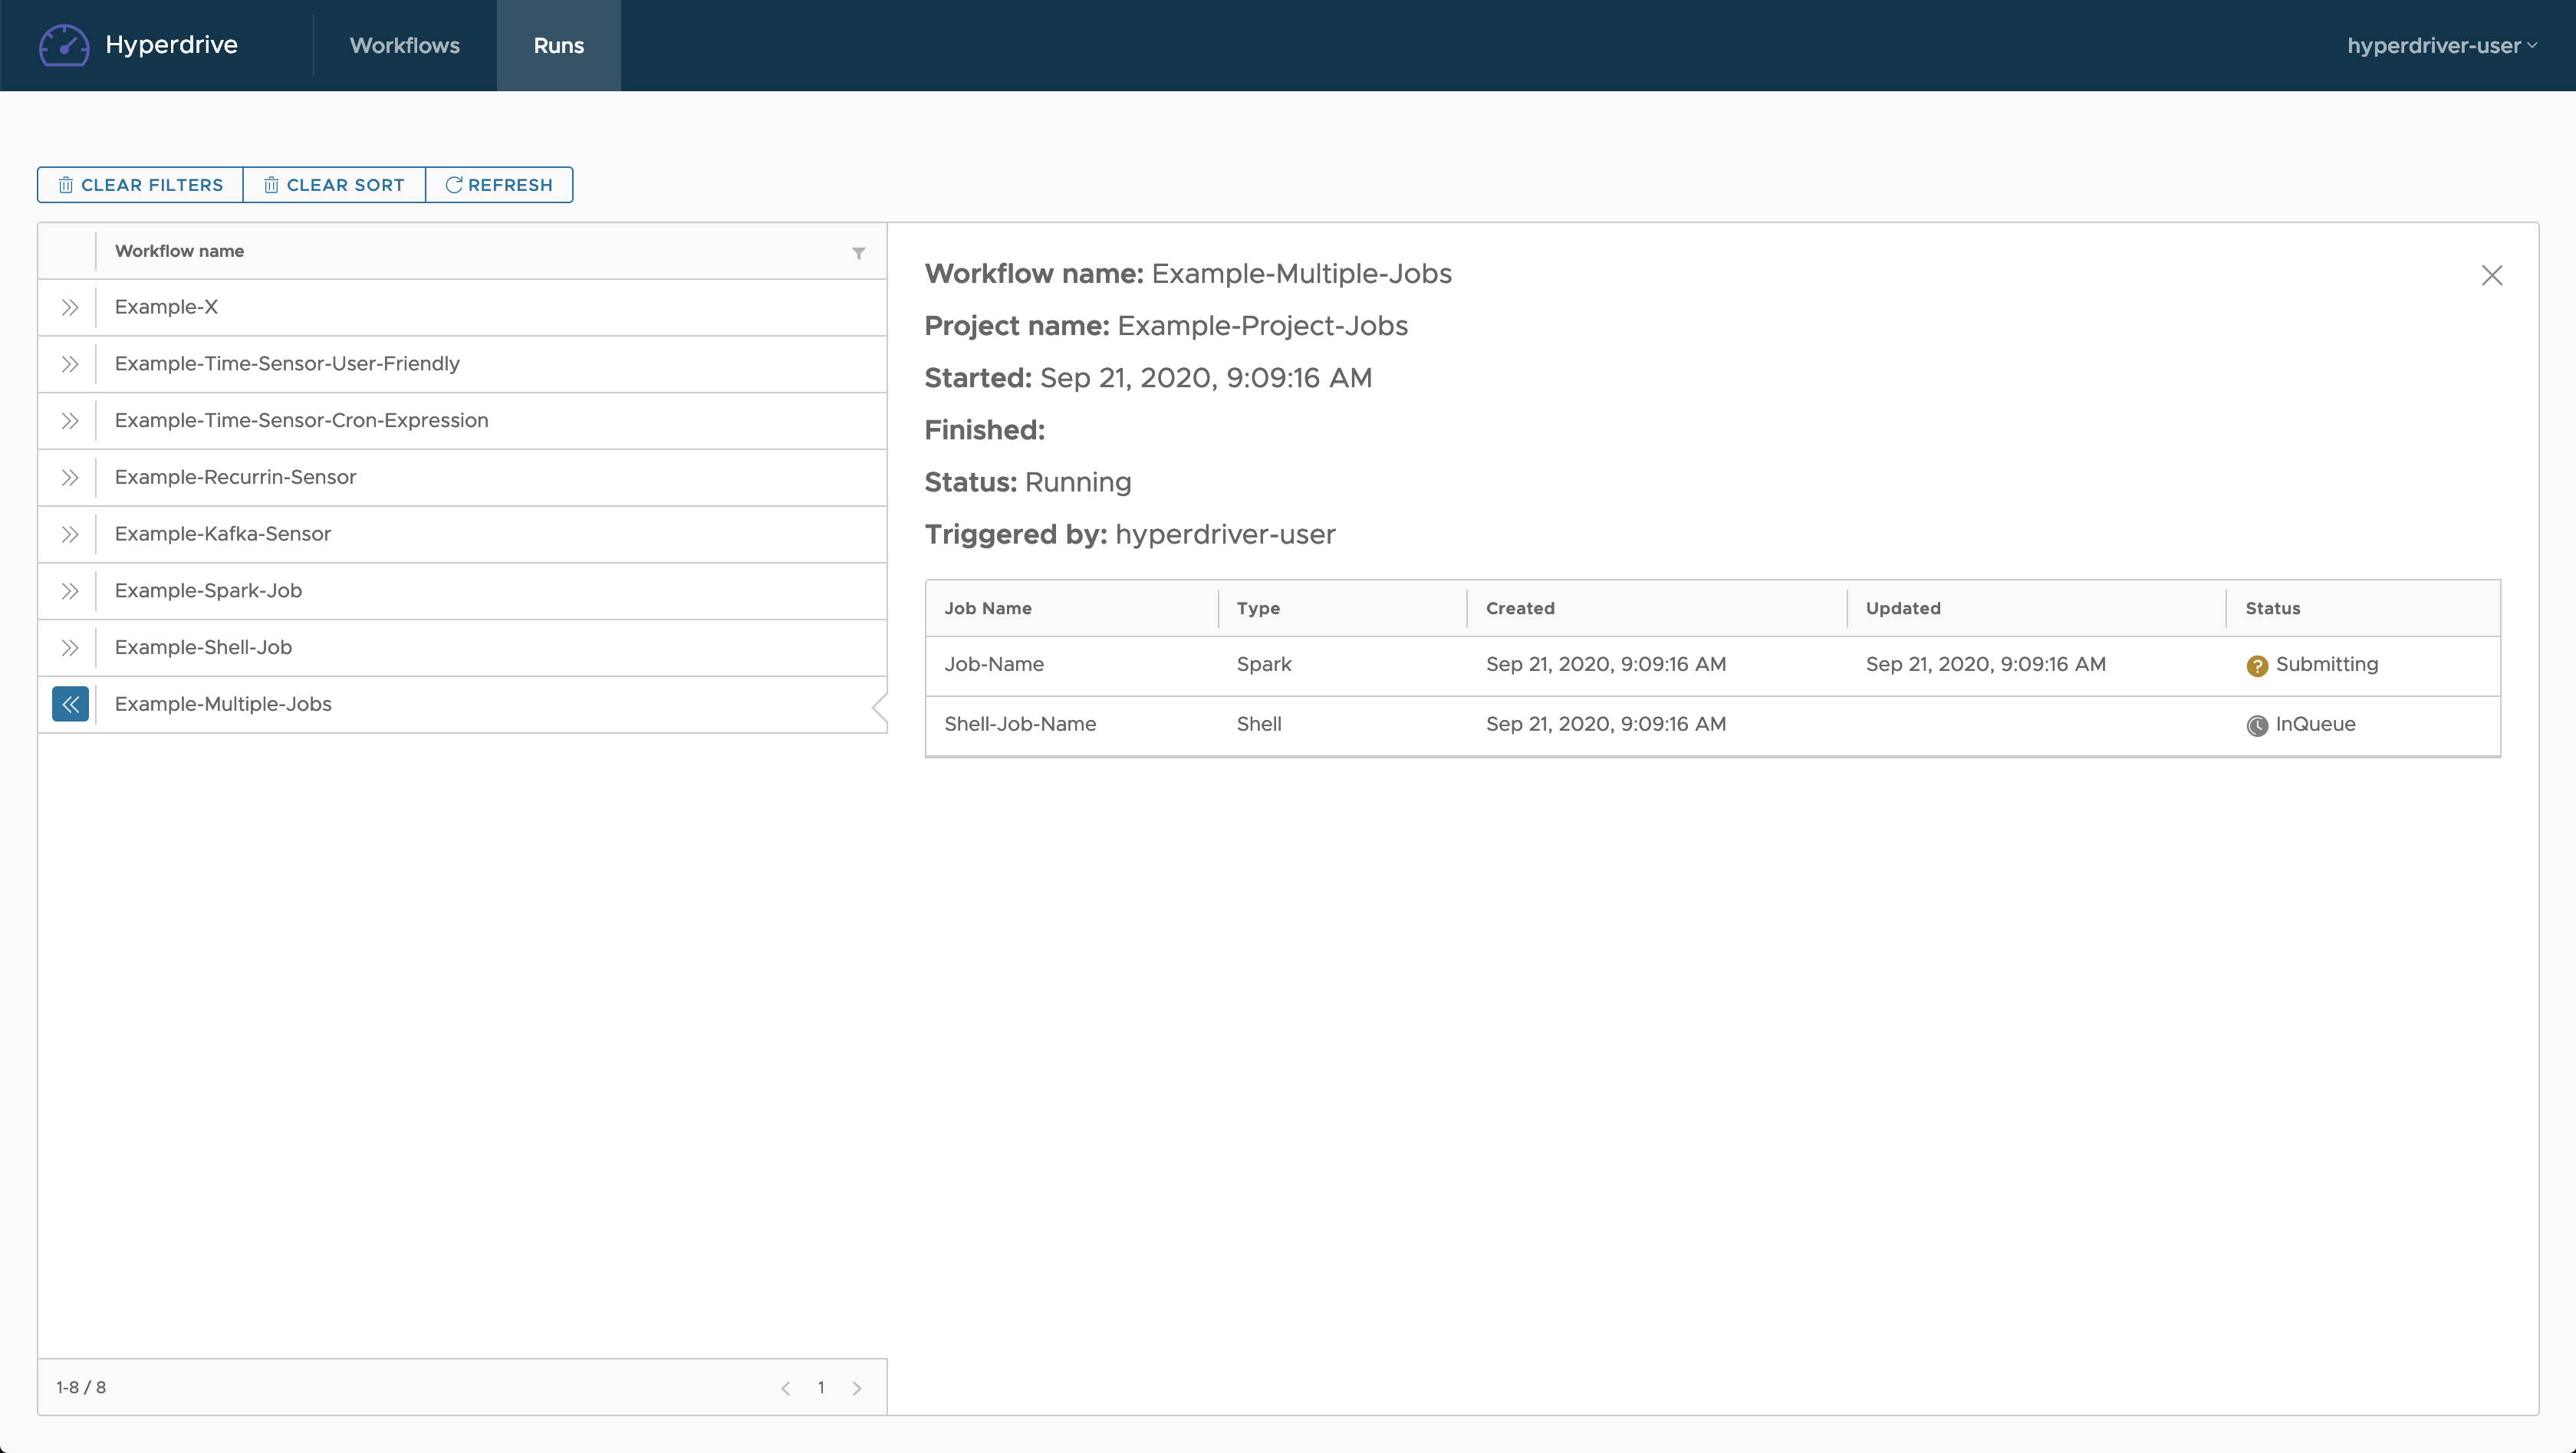 Hyperdrive Workflows Runs hyperdriver-user
CLEAR FILTERS CLEAR SORT REFRESH
Workflow name
Example-X
Example-Time-Sensor-User-Friendly
Example-Time-Sensor-Cron-Expression
Example-Recurrin-Sensor
Example-Kafka-Sensor
Example-Spark-Job
Example-Shell-Job
Example-Multiple-Jobs
1-8 / 8 1
Workflow name: Example-Multiple-Jobs
Project name: Example-Project-Jobs
Started: Sep 21, 2020, 9:09:16 AM
Finished:
Status: Running
Triggered by: hyperdriver-user
Job Name Type Created Updated Status
Job-Name Spark Sep 21, 2020, 9:09:16 AM Sep 21, 2020, 9:09:16 AM Submitting
Shell-Job-Name Shell Sep 21, 2020, 9:09:16 AM InQueue